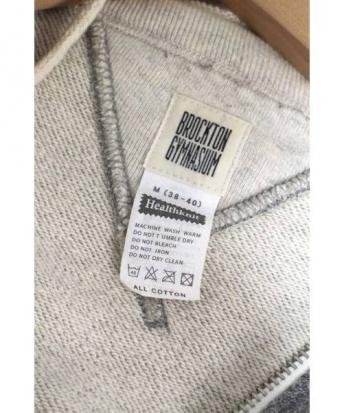 BROCKTON
GYMNASIUM
M (38-40)
Healthknit
MACHINE WASH WARM
DO NOT TUMBLE DRY
DO NOT BLEACH
DO NOT IRON
DO NOT DRY CLEAN
40
ALL COTTON